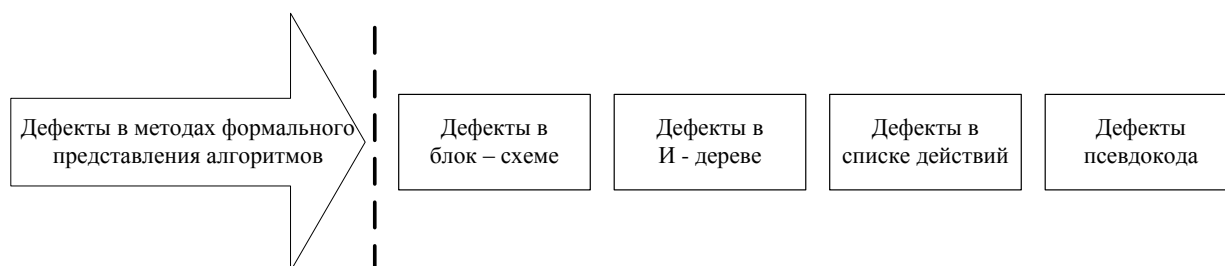 Дефекты в методах формального
представления алгоритмов
Дефекты в
блок – схеме
Дефекты в
И - дереве
Дефекты в
списке действий
Дефекты
псевдокода